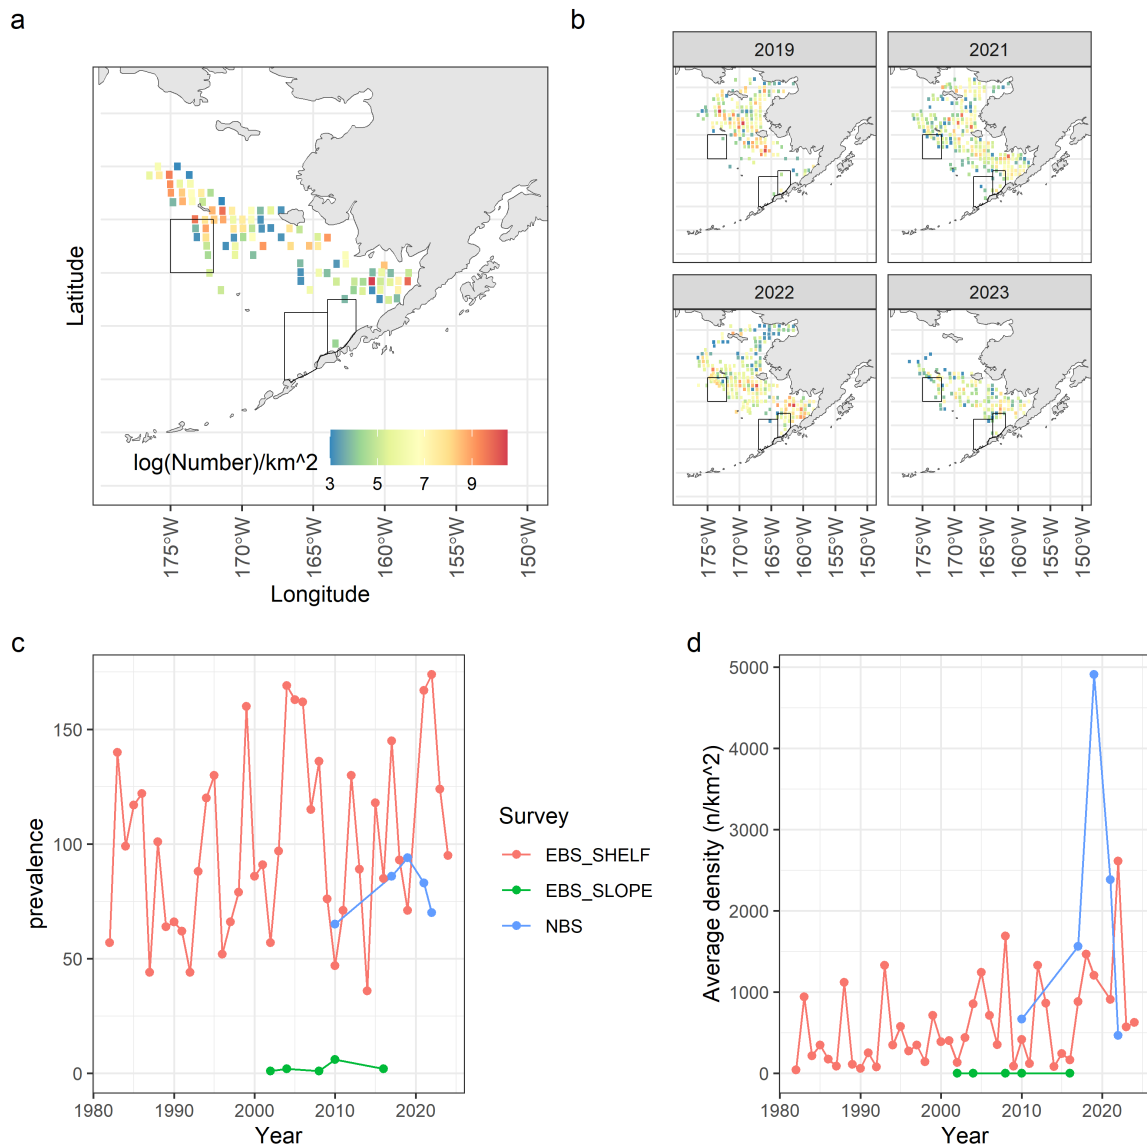 a
b
Latitude
log(Number)/km^2
3 5 7 9
175°W 170°W 165°W 160°W 155°W 150°W
Longitude
2019 2021
2022 2023
175°W 170°W 165°W 160°W 155°W 150°W 175°W 170°W 165°W 160°W 155°W 150°W
c
prevalence
150
100
50
0
1980 1990 2000 2010 2020
Year
Survey
EBS_SHELF
EBS_SLOPE
NBS
d
Average density (n/km^2)
5000
4000
3000
2000
1000
0
1980 1990 2000 2010 2020
Year